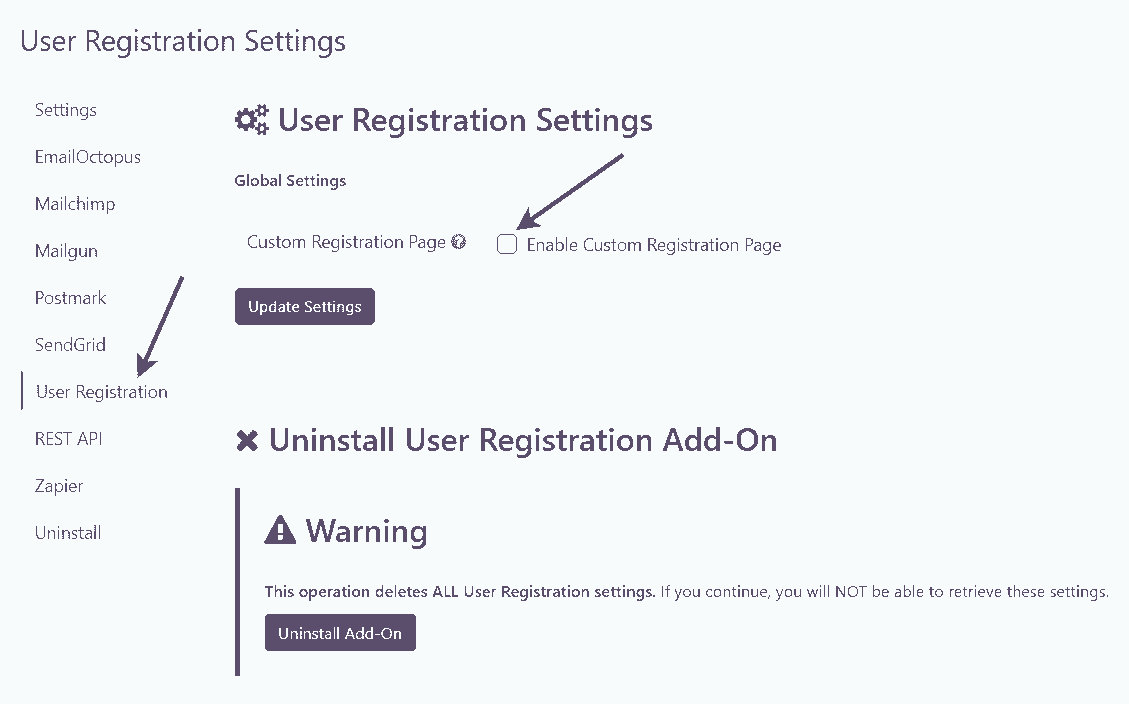 User Registration Settings
Settings
EmailOctopus
Mailchimp
Mailgun
Postmark
SendGrid
User Registration
REST API
Zapier
Uninstall
User Registration Settings
Global Settings
Custom Registration Page
Enable Custom Registration Page
Update Settings
Uninstall User Registration Add-On
Warning
This operation deletes ALL User Registration settings. If you continue, you will NOT be able to retrieve these settings.
Uninstall Add-On